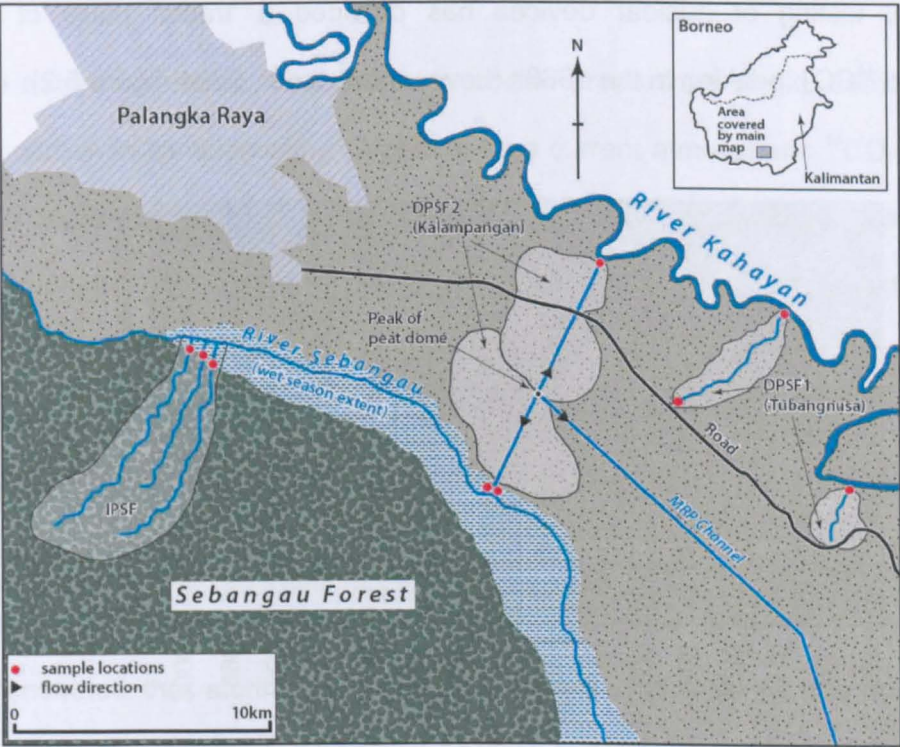 Borneo
Area
covered
by main
map
Kalimantan
N
Palangka Raya
River Kahayan
DPSF2
(Kalampangan)
Peak of
peat dome
River Sebangau
(wet season extent)
DPSF1
(Tubangnusa)
Road
MRP Channel
IPSF
Sebangau Forest
sample locations
flow direction
0 10km